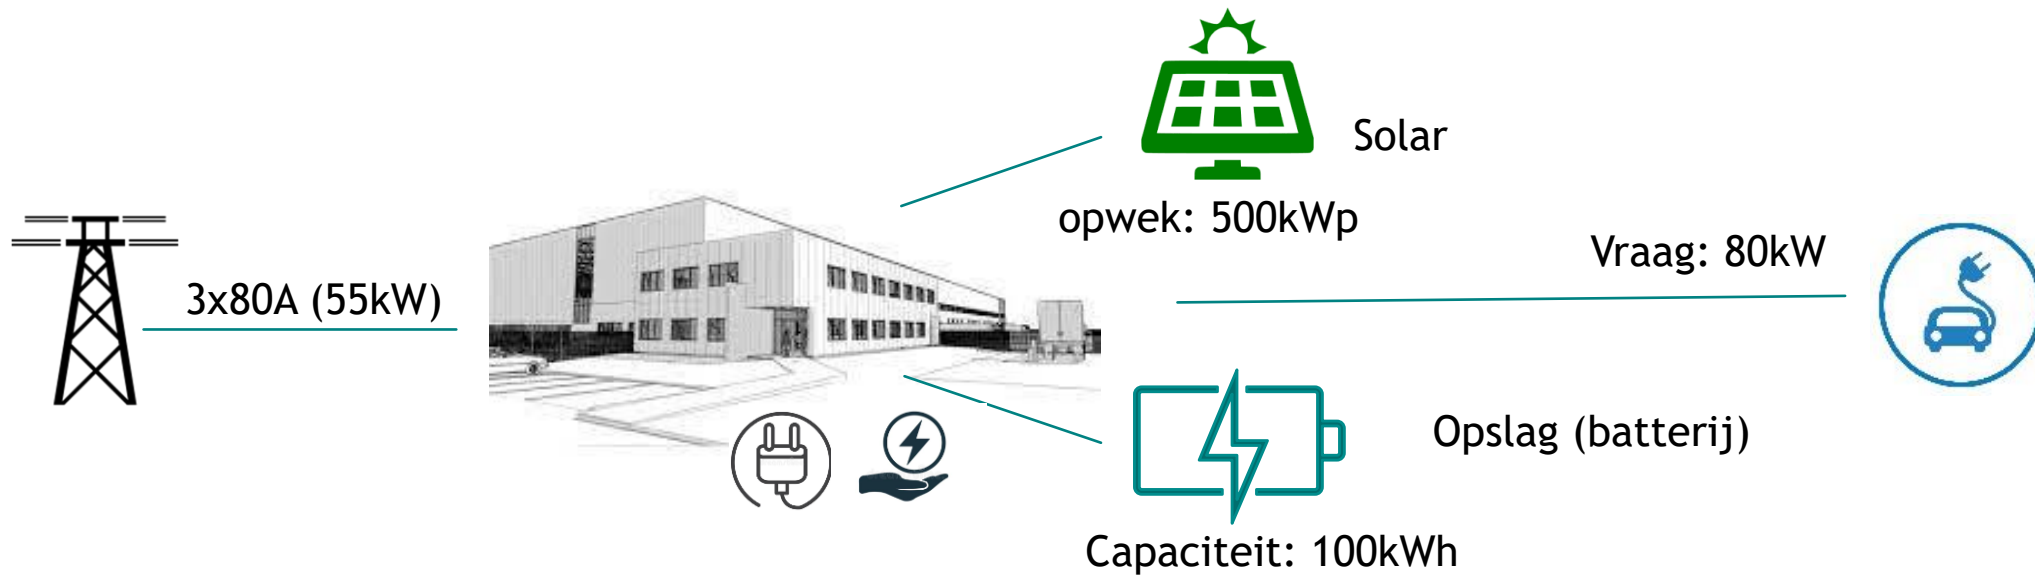 Solar
opwek: 500kWp
Vraag: 80kW
3x80A (55kW)
Opslag (batterij)
Capaciteit: 100kWh